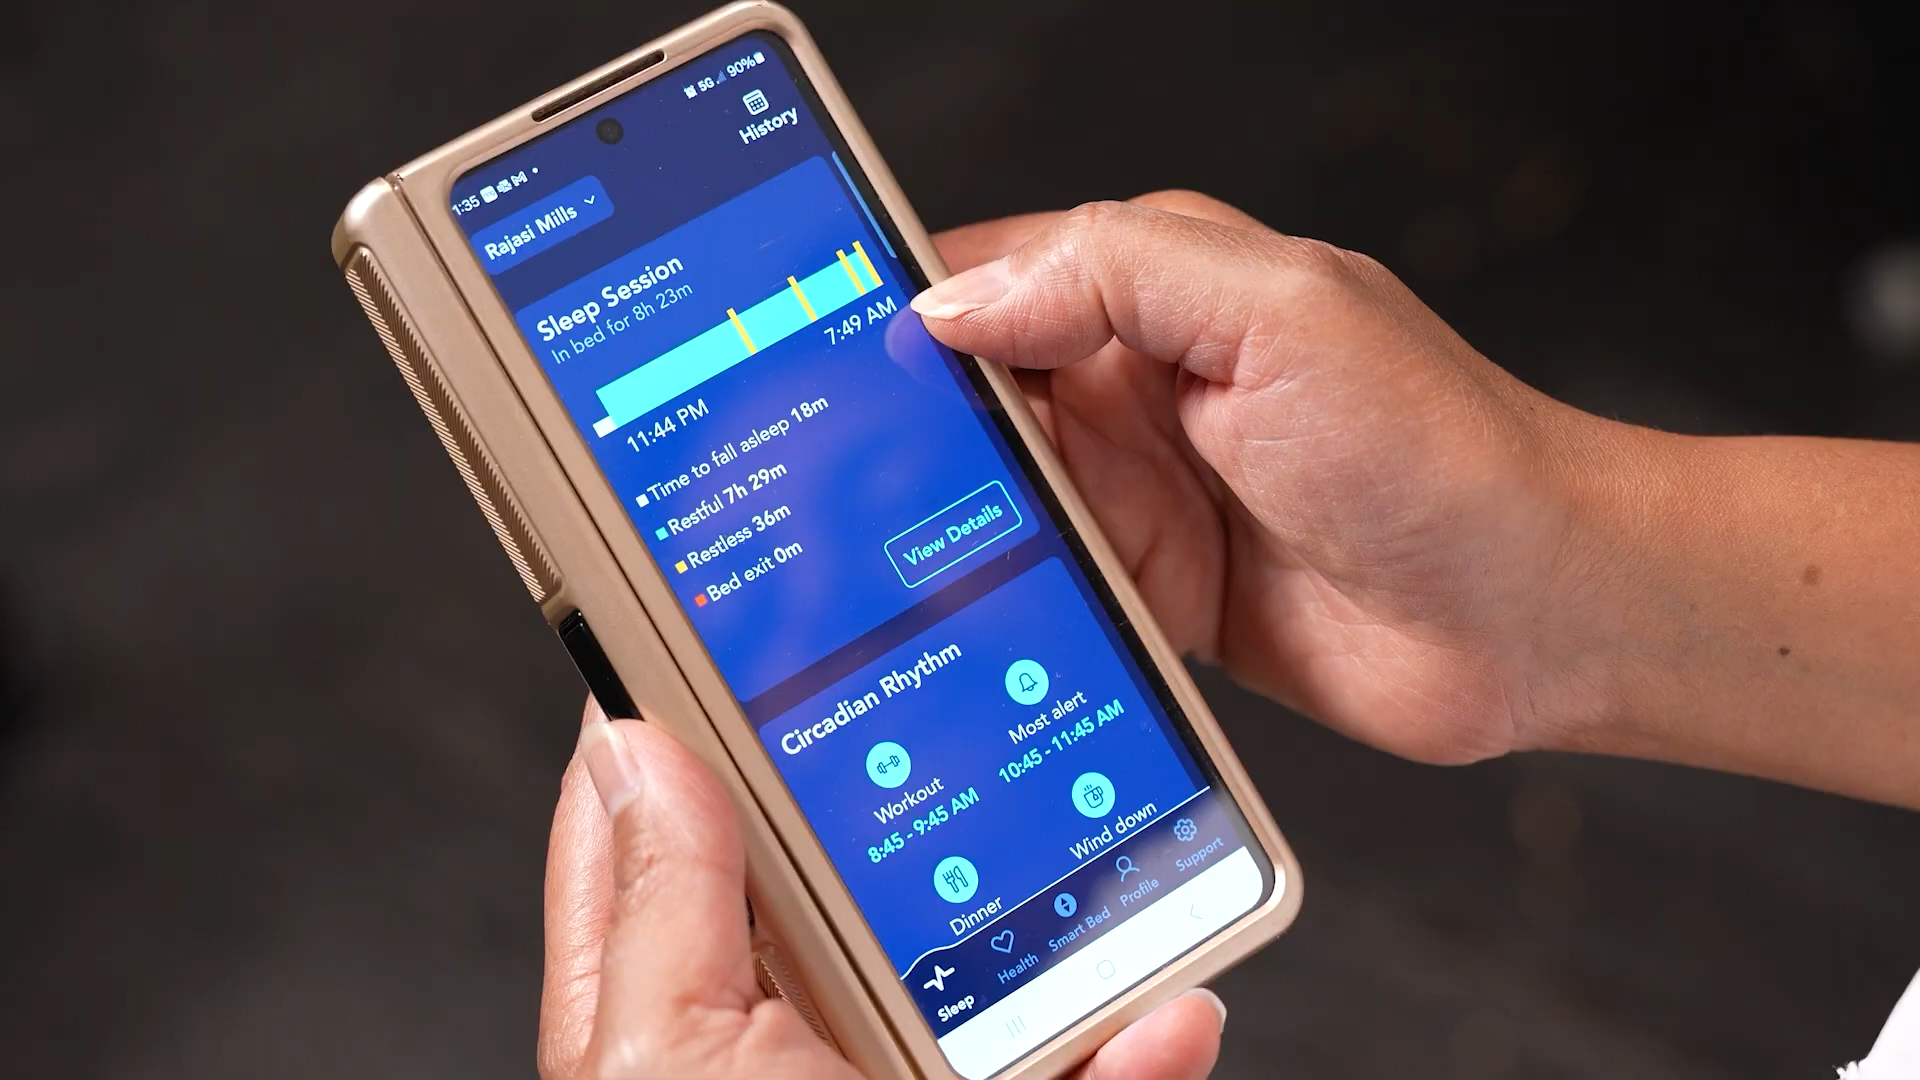 1:35
5G 90%
History
Rajasi Mills
Sleep Session
In bed for 8h 23m
7:49 AM
11:44 PM
Time to fall asleep 18m
Restful 7h 29m
Restless 36m
Bed exit 0m
View Details
Circadian Rhythm
Workout
8:45 - 9:45 AM
Most alert
10:45 - 11:45 AM
Dinner
Wind down
Sleep
Health
Smart Bed
Profile
Support